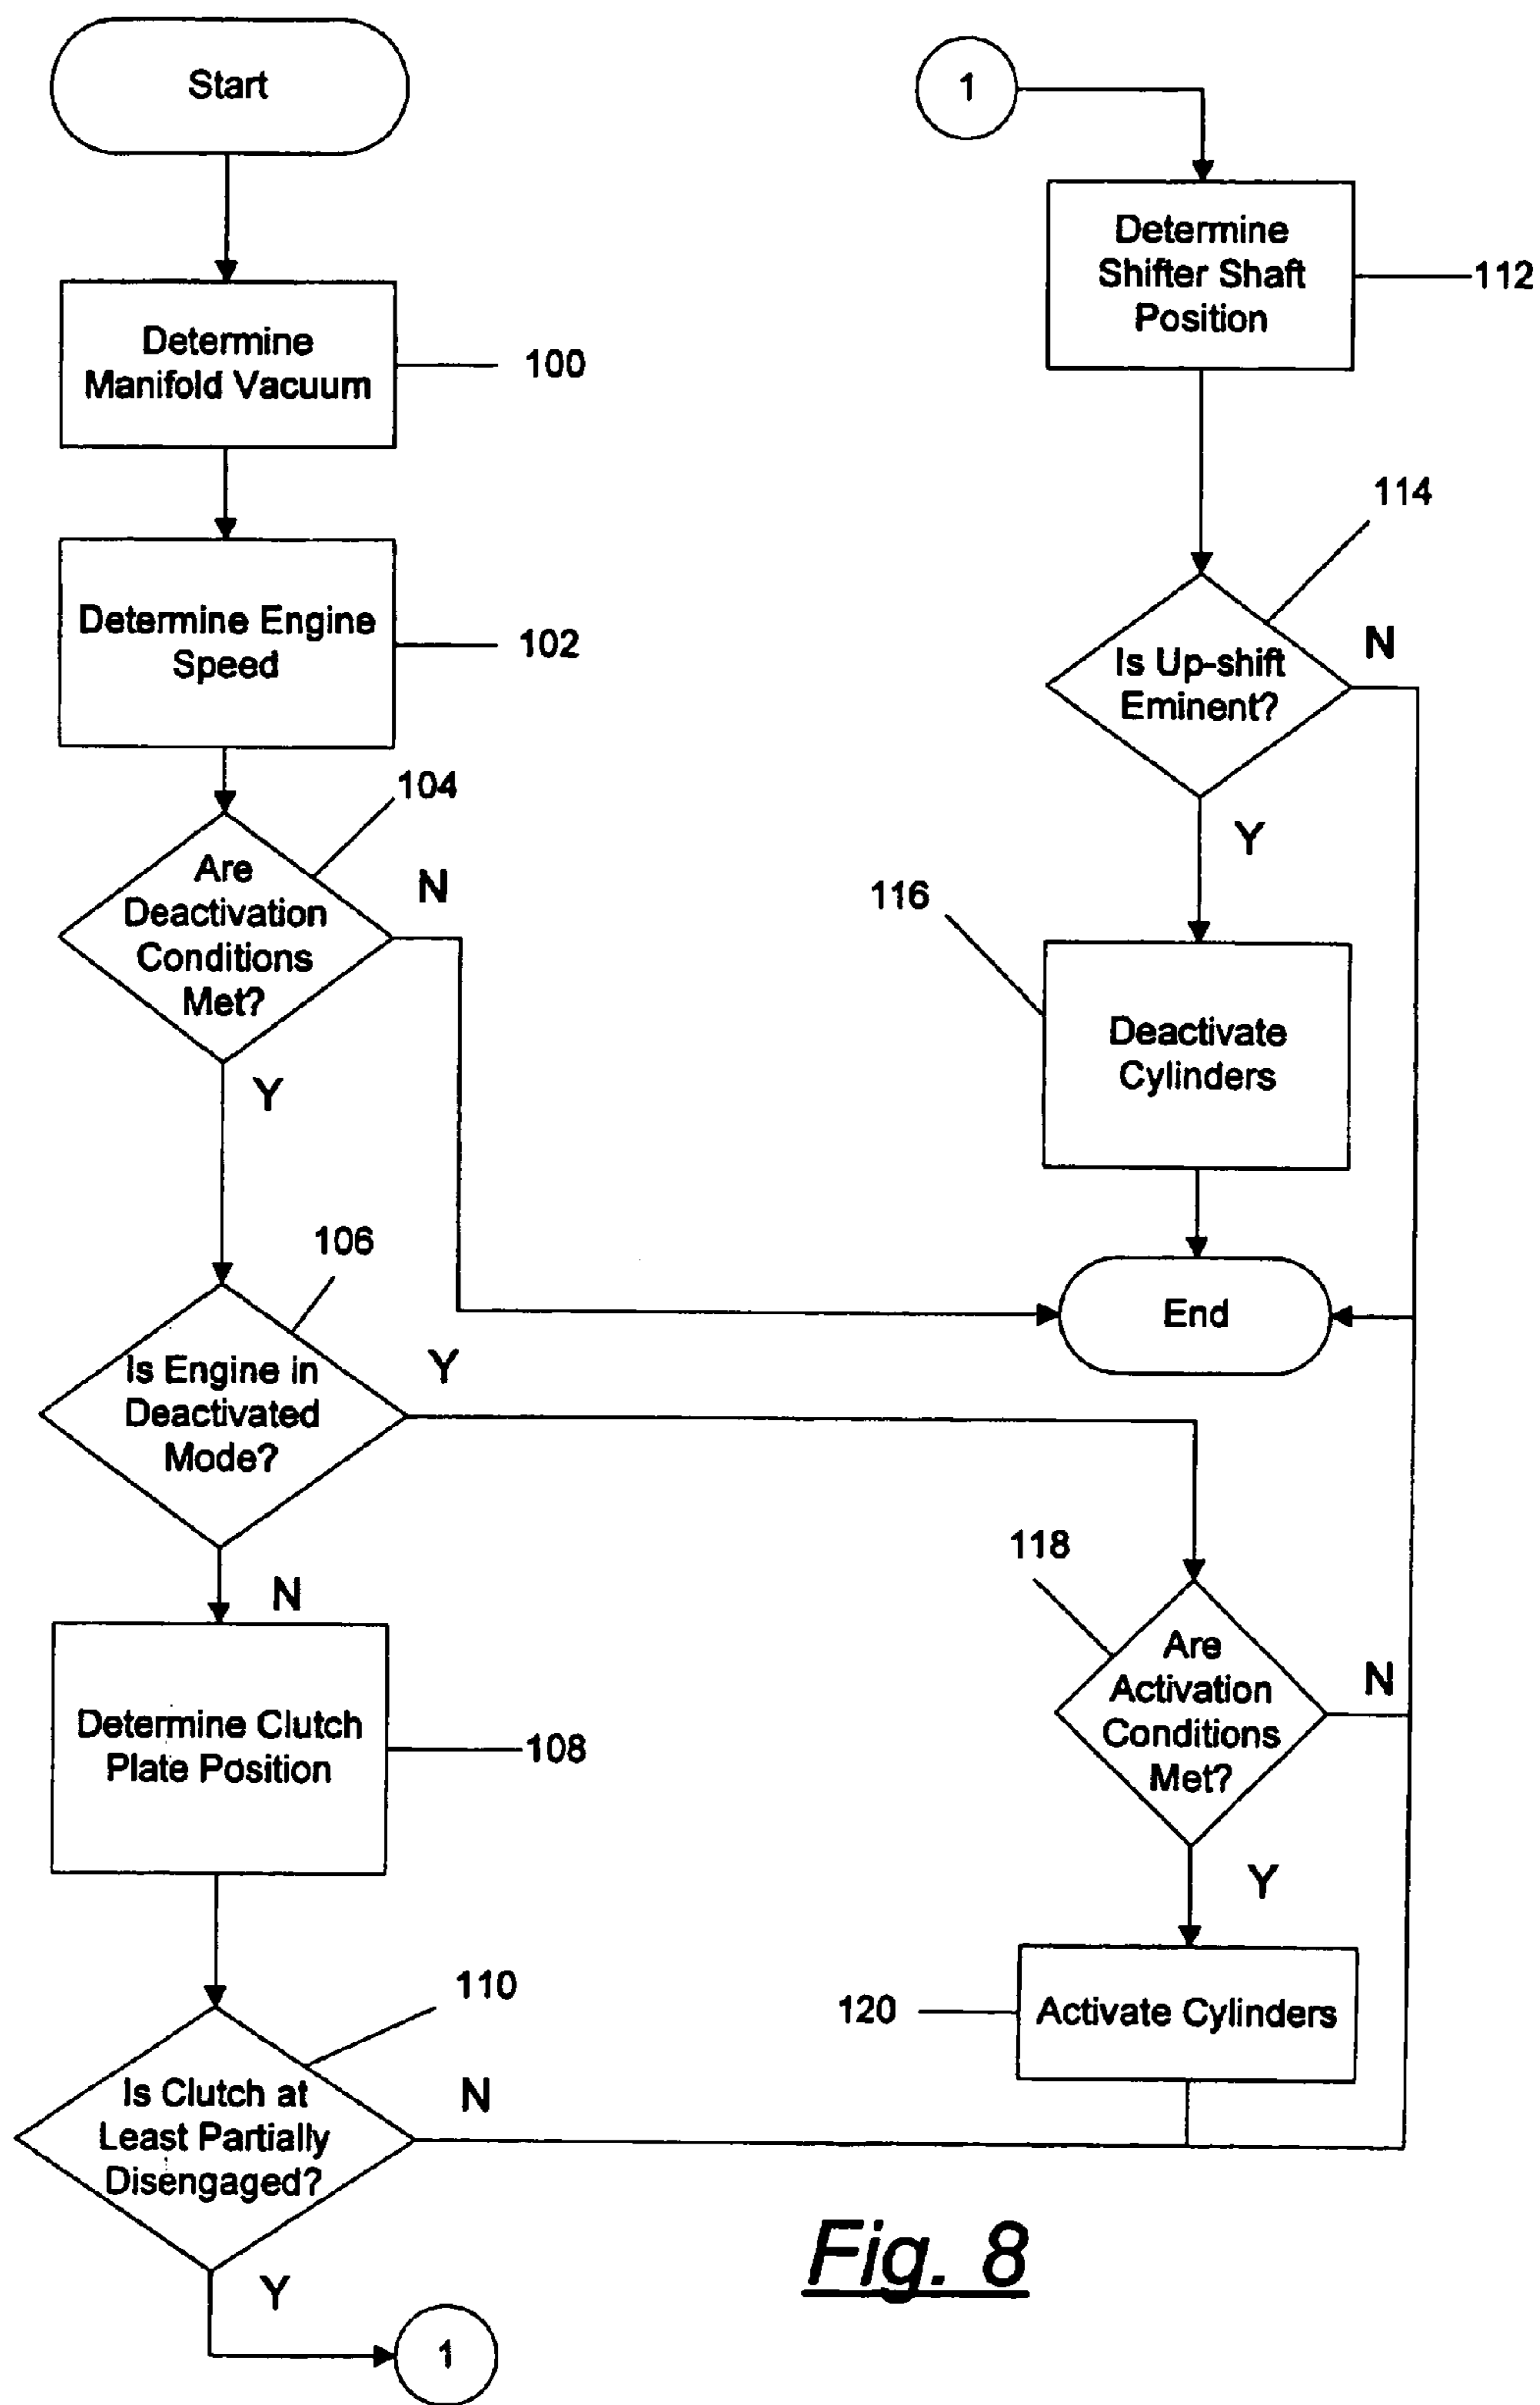 Start
Determine
Manifold Vacuum
100
Determine Engine
Speed
102
104
Are
Deactivation
Conditions
Met?
N
Y
106
Is Engine in
Deactivated
Mode?
Y
N
Determine Clutch
Plate Position
108
110
Is Clutch at
Least Partially
Disengaged?
N
Y
1
1
Determine
Shifter Shaft
Position
112
114
Is Up-shift
Eminent?
N
Y
116
Deactivate
Cylinders
End
118
Are
Activation
Conditions
Met?
N
Y
120
Activate Cylinders
Fig. 8